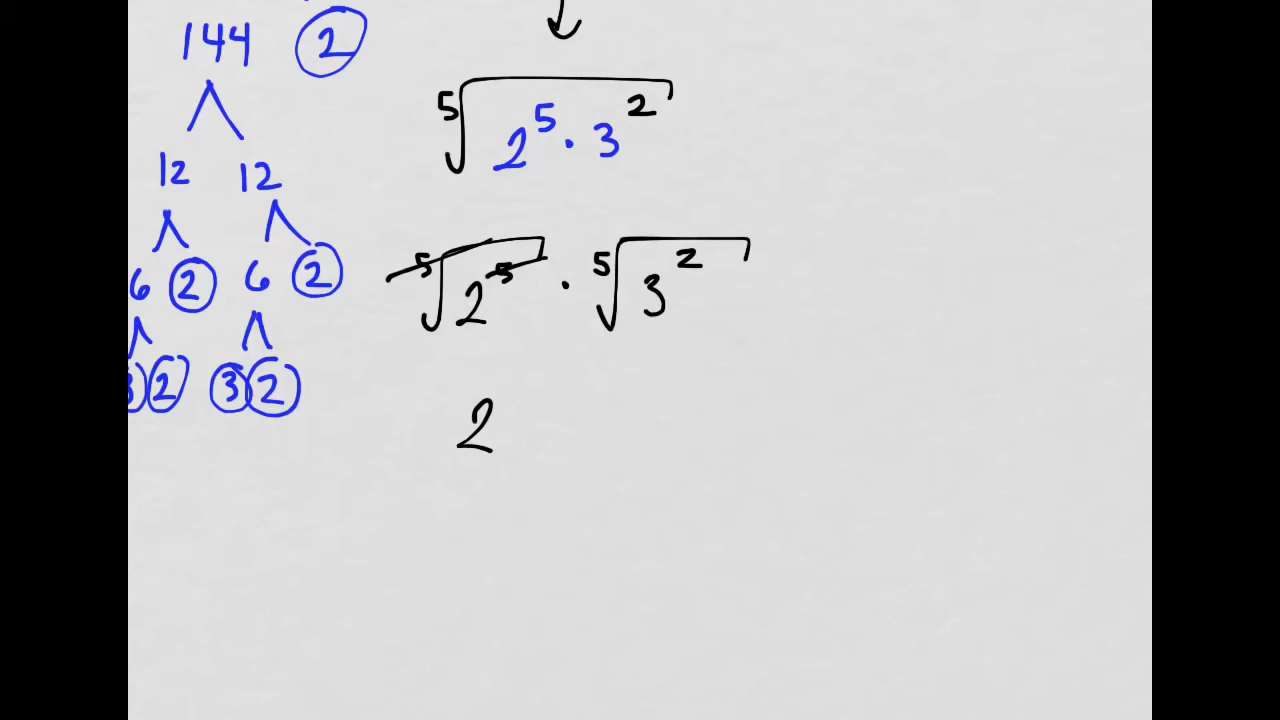 144 2
12 12
6 2 6 2
3 2 3 2
⁵√(2⁵ · 3²)
⁵√(2⁵) · ⁵√(3²)
2